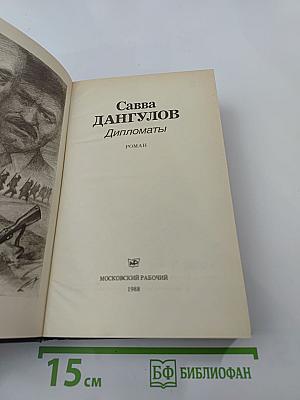 Савва
ДАНГУЛОВ
Дипломаты
РОМАН
МОСКОВСКИЙ РАБОЧИЙ
1988
15 см
БФ БИБЛИОФАН